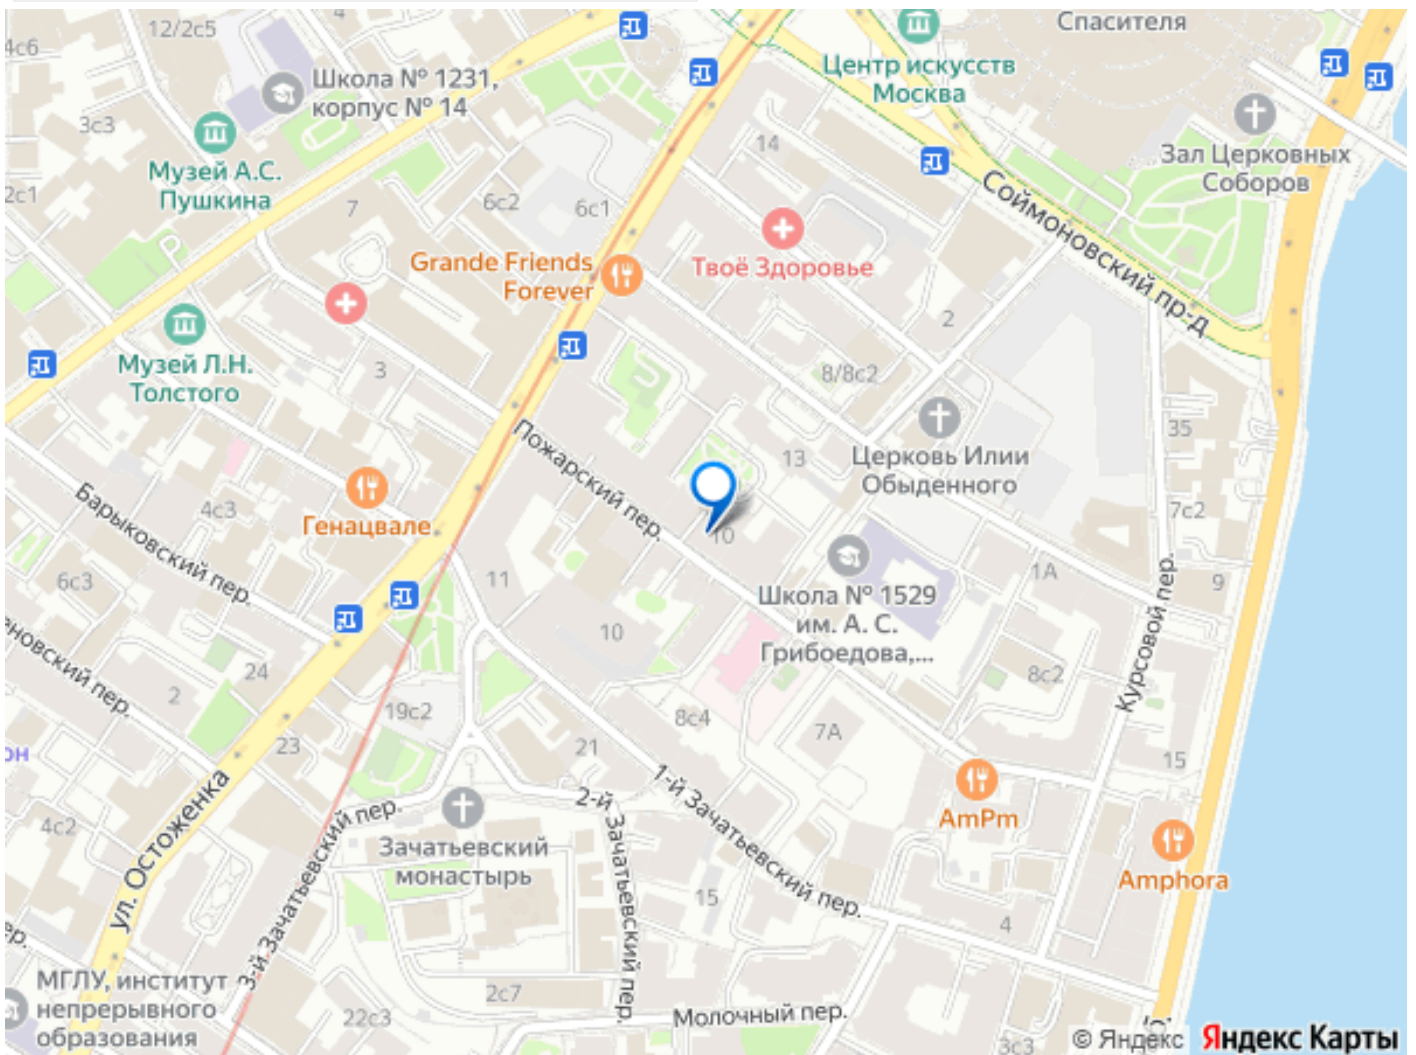 12/2с5
Спасителя
4с6
Школа № 1231,
корпус № 14
Центр искусств
Москва
3с3
Музей А.С.
Пушкина
14
Зал Церковных
Соборов
2с1
7
6с2
6с1
Соймоновский пр-д
Grande Friends
Forever
Твоё Здоровье
2
Музей Л.Н.
Толстого
3
8/8с2
Пожарский пер.
13
Церковь Илии
Обыденного
35
Генацвале
4с3
Барыковский пер.
10
7с2
6с3
11
Школа № 1529
им. А. С.
Грибоедова,...
1А
9
10
Курсовой пер.
еновский пер.
24
2
8с2
19с2
8с4
7А
23
21
15
он
1-й Зачатьевский пер.
AmPm
2-й Зачатьевский пер.
4с2
ул. Остоженка
Зачатьевский
монастырь
3-й Зачатьевский пер.
Amphora
15
4
ер.
МГЛУ, институт
непрерывного
образования
2с7
22с3
Молочный пер.
3с3
© Яндекс Яндекс Карты